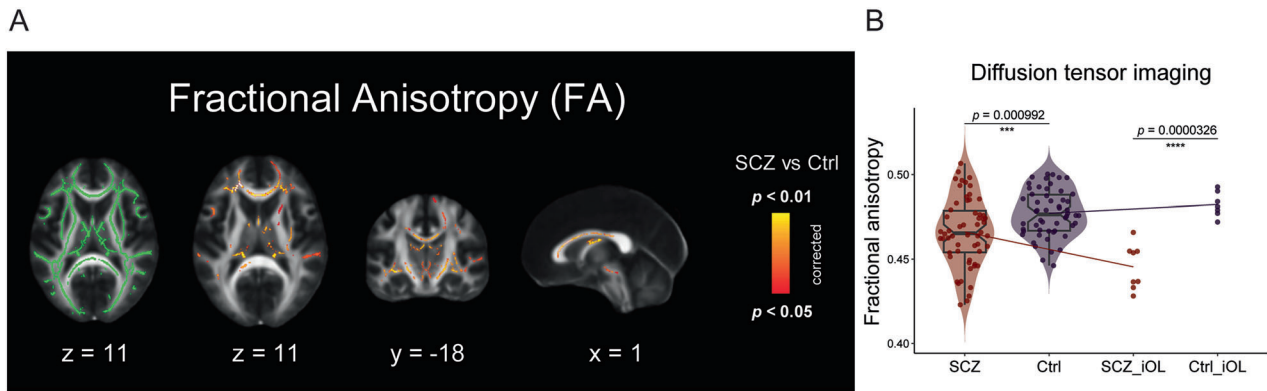 A
Fractional Anisotropy (FA)
SCZ vs Ctrl
p < 0.01
corrected
p < 0.05
z = 11
z = 11
y = -18
x = 1
B
Diffusion tensor imaging
p = 0.000992
***
p = 0.0000326
****
Fractional anisotropy
0.50
0.45
0.40
SCZ
Ctrl
SCZ_iOL
Ctrl_iOL